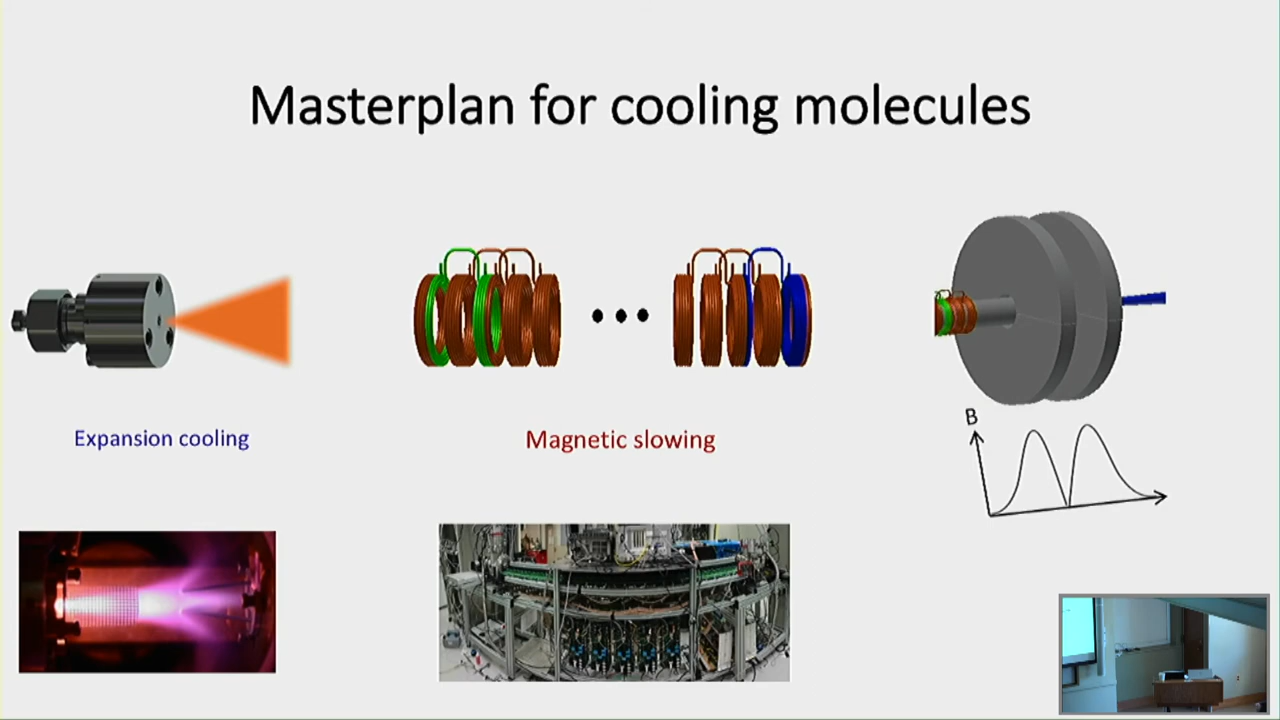 Masterplan for cooling molecules
Expansion cooling
Magnetic slowing
B